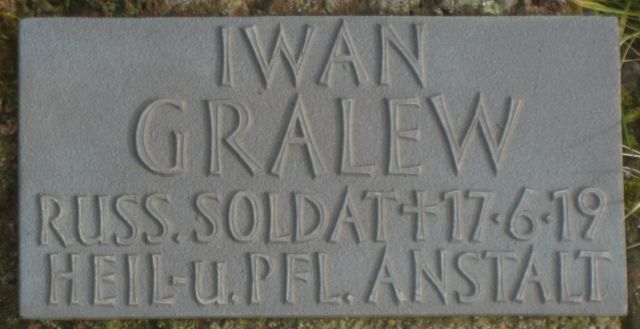 IWAN
GRALEW
RUSS. SOLDAT † 17·6·19
HEIL-u. PFL. ANSTALT